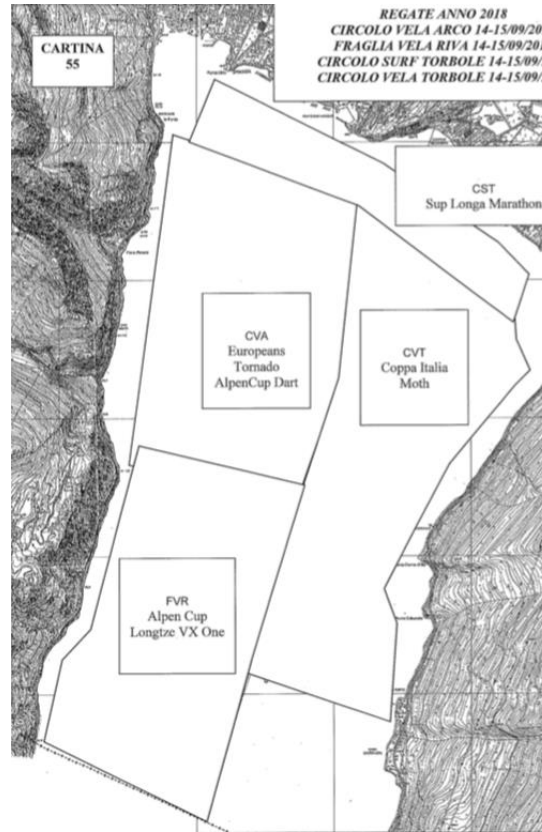 CARTINA
55
REGATE ANNO 2018
CIRCOLO VELA ARCO 14-15/09/20
FRAGLIA VELA RIVA 14-15/09/201
CIRCOLO SURF TORBOLE 14-15/09/
CIRCOLO VELA TORBOLE 14-15/09/
CST
Sup Longa Marathon
CVA
Europeans
Tornado
AlpenCup Dart
CVT
Coppa Italia
Moth
FVR
Alpen Cup
Longtze VX One